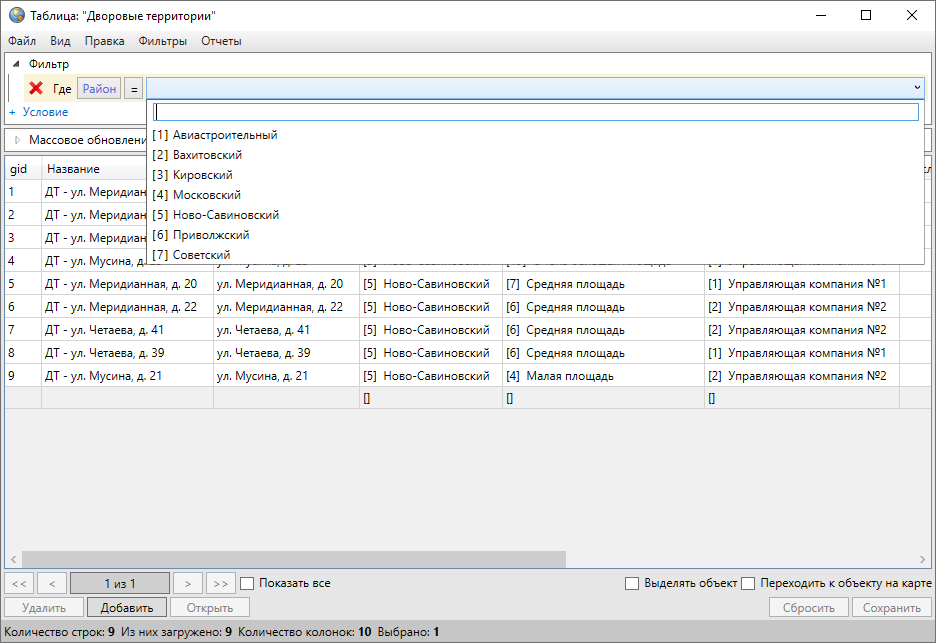 Таблица: "Дворовые территории"
Файл Вид Правка Фильтры Отчеты
Фильтр
Где Район =
+ Условие
[1] Авиастроительный
[2] Вахитовский
[3] Кировский
[4] Московский
[5] Ново-Савиновский
[6] Приволжский
[7] Советский
Массовое обновлени
gid Название
1 ДТ - ул. Меридиан
2 ДТ - ул. Меридиан
3 ДТ - ул. Меридиан
4 ДТ - ул. Мусина, д.
5 ДТ - ул. Меридианная, д. 20 ул. Меридианная, д. 20 [5] Ново-Савиновский [7] Средняя площадь [1] Управляющая компания №1
6 ДТ - ул. Меридианная, д. 22 ул. Меридианная, д. 22 [5] Ново-Савиновский [6] Средняя площадь [2] Управляющая компания №2
7 ДТ - ул. Четаева, д. 41 ул. Четаева, д. 41 [5] Ново-Савиновский [6] Средняя площадь [2] Управляющая компания №2
8 ДТ - ул. Четаева, д. 39 ул. Четаева, д. 39 [5] Ново-Савиновский [6] Средняя площадь [1] Управляющая компания №1
9 ДТ - ул. Мусина, д. 21 ул. Мусина, д. 21 [5] Ново-Савиновский [4] Малая площадь [2] Управляющая компания №2
[] [] []
<< < 1 из 1 > >> Показать все Выделять объект Переходить к объекту на карте
Удалить Добавить Открыть Сбросить Сохранить
Количество строк: 9 Из них загружено: 9 Количество колонок: 10 Выбрано: 1